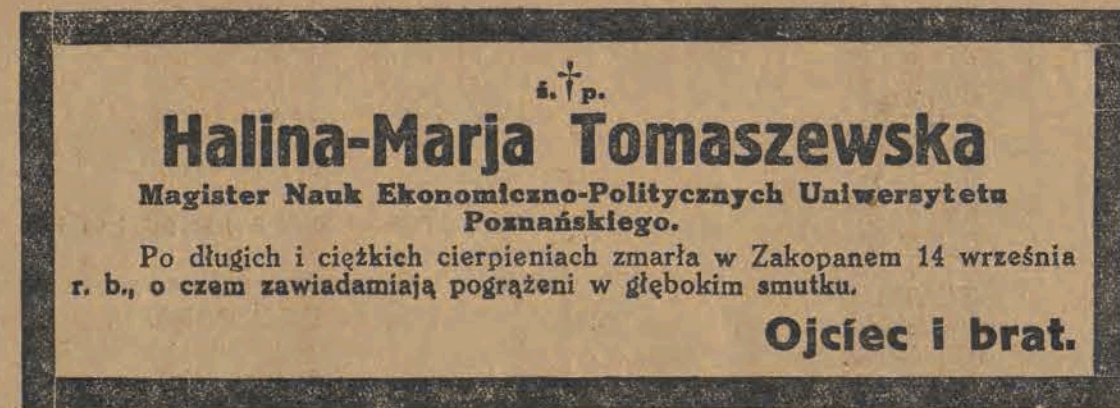 ś. † p.
Halina-Marja Tomaszewska
Magister Nauk Ekonomiczno-Politycznych Uniwersytetu
Poznańskiego.
Po długich i ciężkich cierpieniach zmarła w Zakopanem 14 września
r. b., o czem zawiadamiają pogrążeni w głębokim smutku.
Ojciec i brat.